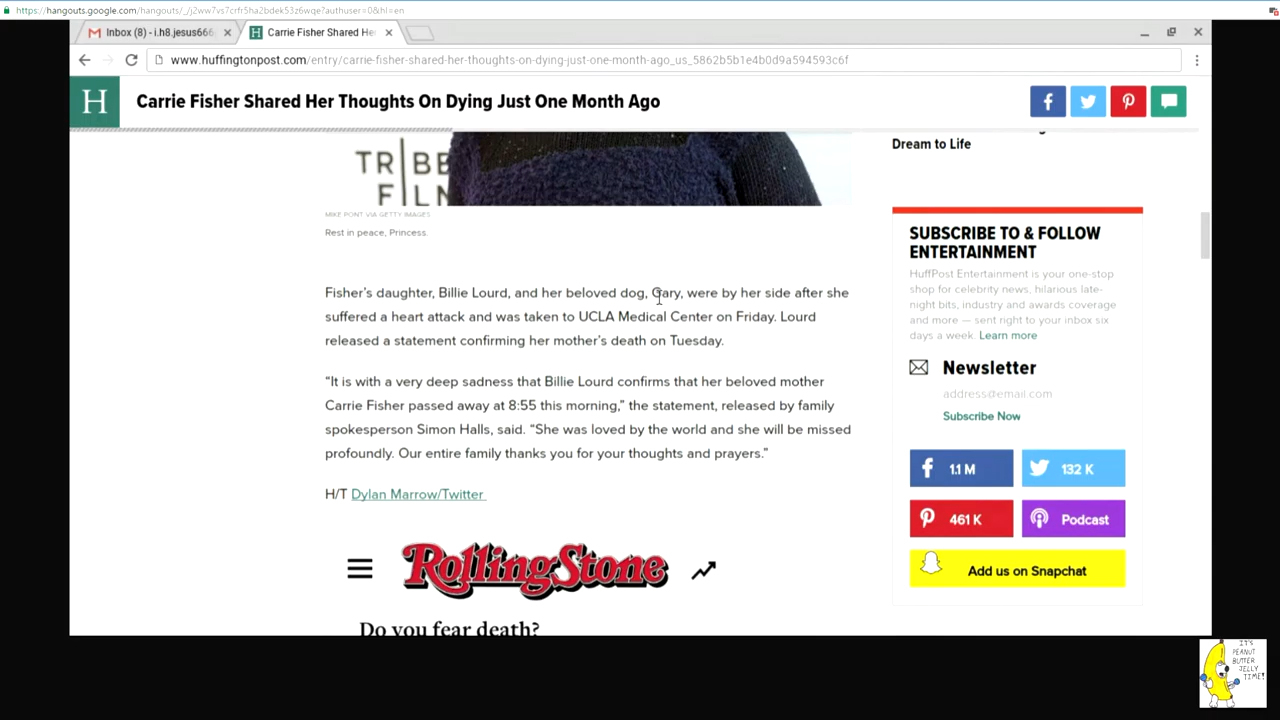 https://hangouts.google.com/hangouts/_/j2ww7vs7crfr5ha2bdek53z6wqe?authuser=0&hl=en
Inbox (8) - i.h8.jesus666
Carrie Fisher Shared He
www.huffingtonpost.com/entry/carrie-fisher-shared-her-thoughts-on-dying-just-one-month-ago_us_5862b5b1e4b0d9a594593c6f
H Carrie Fisher Shared Her Thoughts On Dying Just One Month Ago
TRIBE
FILM
MIKE PONT VIA GETTY IMAGES
Rest in peace, Princess.
Fisher's daughter, Billie Lourd, and her beloved dog, Gary, were by her side after she
suffered a heart attack and was taken to UCLA Medical Center on Friday. Lourd
released a statement confirming her mother's death on Tuesday.
“It is with a very deep sadness that Billie Lourd confirms that her beloved mother
Carrie Fisher passed away at 8:55 this morning,” the statement, released by family
spokesperson Simon Halls, said. “She was loved by the world and she will be missed
profoundly. Our entire family thanks you for your thoughts and prayers.”
H/T Dylan Marrow/Twitter
RollingStone
Do you fear death?
Dream to Life
SUBSCRIBE TO & FOLLOW
ENTERTAINMENT
HuffPost Entertainment is your one-stop
shop for celebrity news, hilarious late-
night bits, industry and awards coverage
and more — sent right to your inbox six
days a week. Learn more
Newsletter
address@email.com
Subscribe Now
1.1 M
132 K
461 K
Podcast
Add us on Snapchat
IT'S
PEANUT
BUTTER
JELLY
TIME!